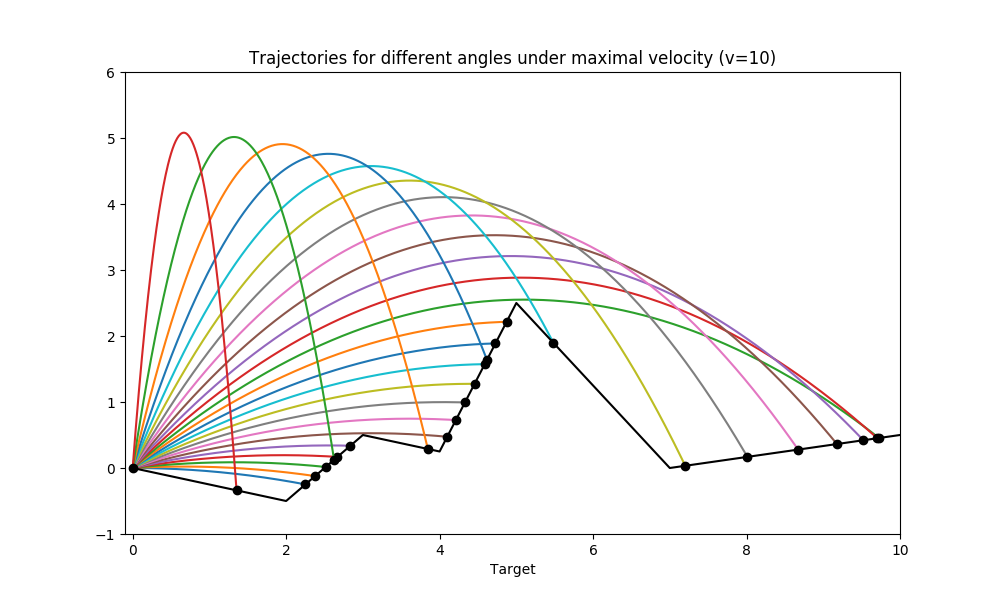 Trajectories for different angles under maximal velocity (v=10)
6
5
4
3
2
1
0
−1
0 2 4 6 8 10
Target